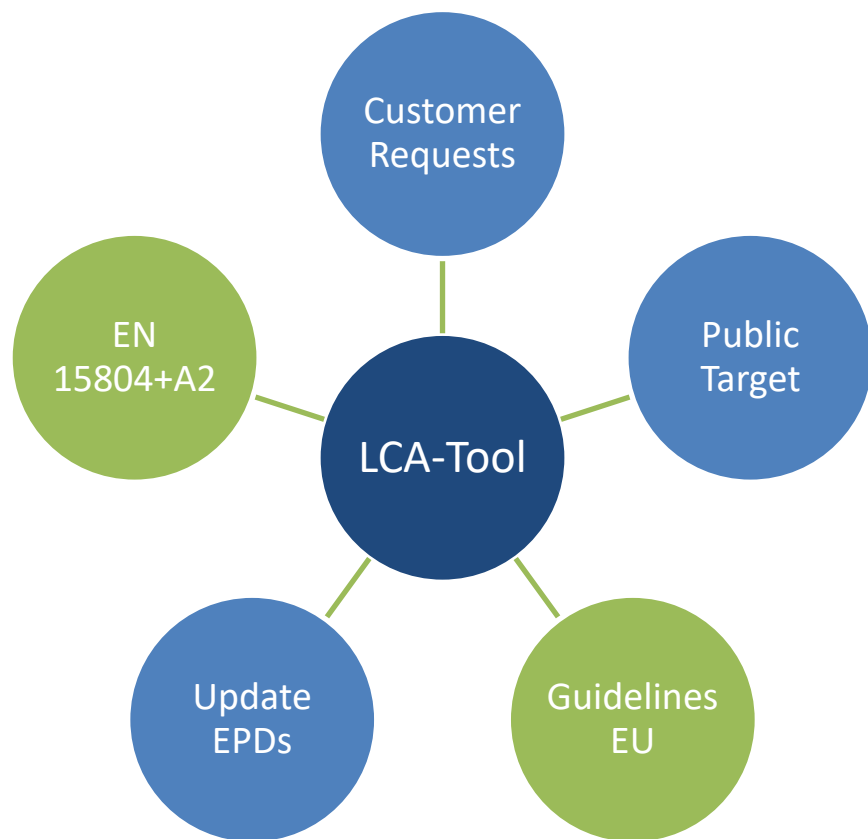 Customer
Requests
EN
15804+A2
Public
Target
LCA-Tool
Update
EPDs
Guidelines
EU